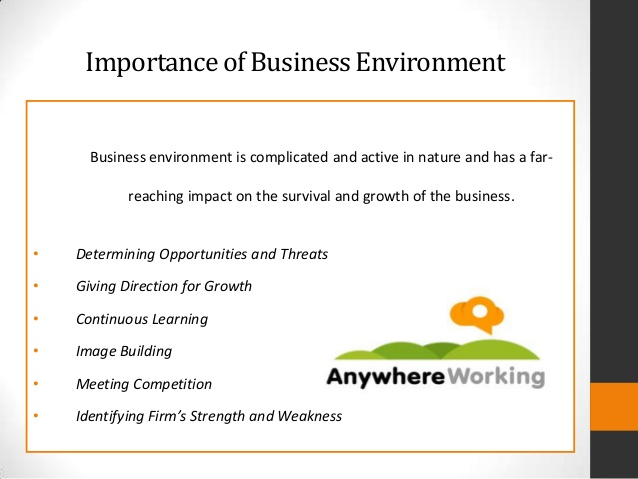 Importance of Business Environment
Business environment is complicated and active in nature and has a far-
reaching impact on the survival and growth of the business.
• Determining Opportunities and Threats
• Giving Direction for Growth
• Continuous Learning
• Image Building
• Meeting Competition
• Identifying Firm's Strength and Weakness
AnywhereWorking